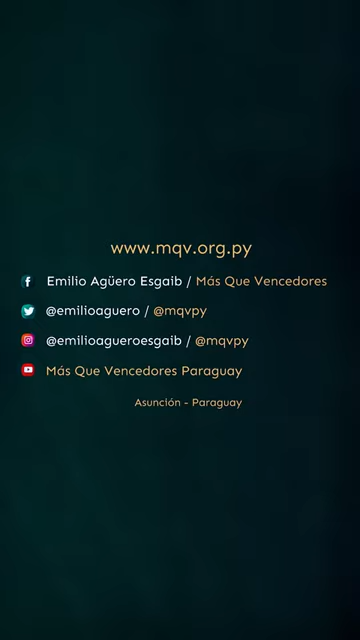 www.mqv.org.py
Emilio Agüero Esgaib / Más Que Vencedores
@emilioaguero / @mqvpy
@emilioagueroesgaib / @mqvpy
Más Que Vencedores Paraguay
Asunción - Paraguay